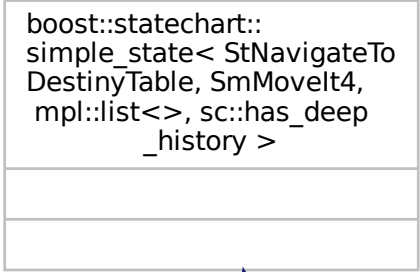 boost::statechart::
simple_state< StNavigateTo
DestinyTable, SmMoveIt4,
mpl::list<>, sc::has_deep
_history >